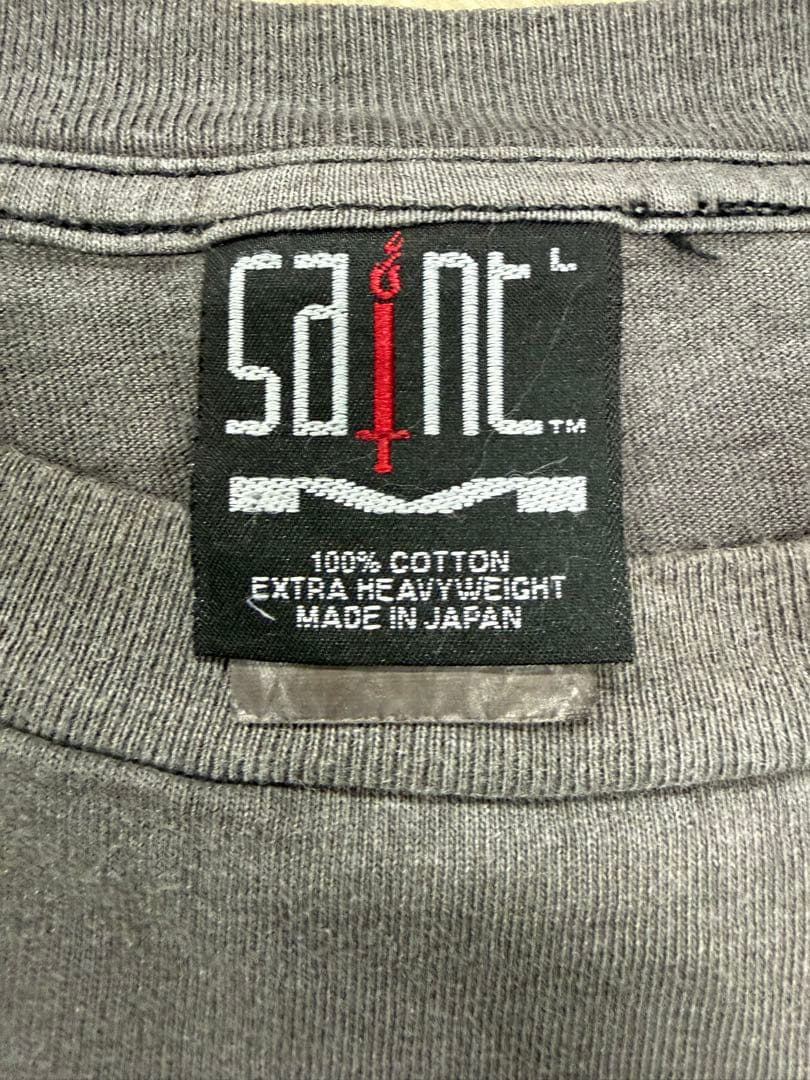 saint L ™
M
100% COTTON
EXTRA HEAVYWEIGHT
MADE IN JAPAN